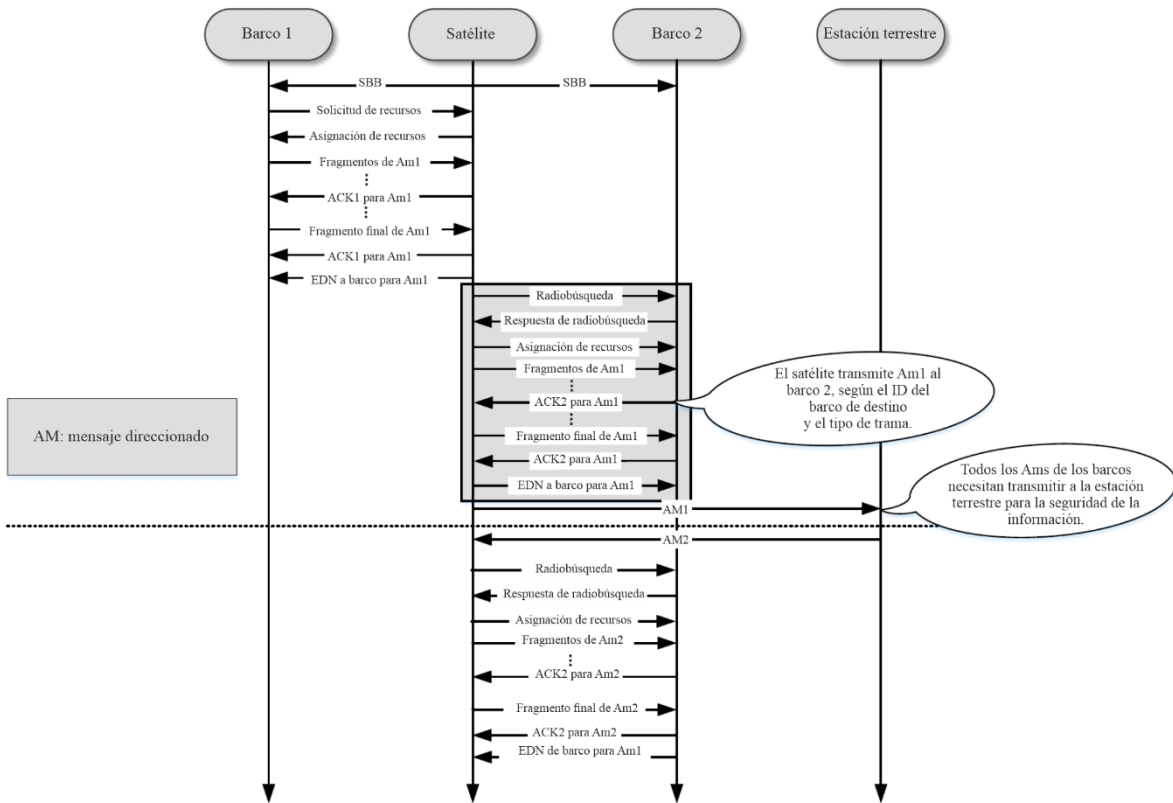 Barco 1
Satélite
Barco 2
Estación terrestre
SBB
SBB
Solicitud de recursos
Asignación de recursos
Fragmentos de Am1
ACK1 para Am1
Fragmento final de Am1
ACK1 para Am1
EDN a barco para Am1
Radiobúsqueda
Respuesta de radiobúsqueda
Asignación de recursos
Fragmentos de Am1
ACK2 para Am1
Fragmento final de Am1
ACK2 para Am1
EDN a barco para Am1
El satélite transmite Am1 al
barco 2, según el ID del
barco de destino
y el tipo de trama.
AM: mensaje direccionado
Todos los Ams de los barcos
necesitan transmitir a la estación
terrestre para la seguridad de la
información.
AM1
AM2
Radiobúsqueda
Respuesta de radiobúsqueda
Asignación de recursos
Fragmentos de Am2
ACK2 para Am2
Fragmento final de Am2
ACK2 para Am2
EDN de barco para Am1